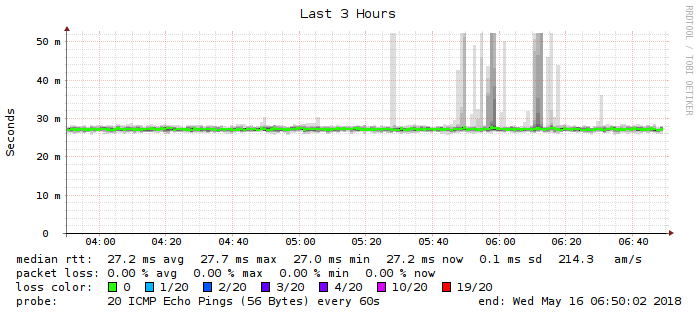 Last 3 Hours
RRDTOOL / TOBI OETIKER
Seconds
50 m
40 m
30 m
20 m
10 m
0
04:00 04:20 04:40 05:00 05:20 05:40 06:00 06:20 06:40
median rtt: 27.2 ms avg 27.7 ms max 27.0 ms min 27.2 ms now 0.1 ms sd 214.3 am/s
packet loss: 0.00 % avg 0.00 % max 0.00 % min 0.00 % now
loss color: 0 1/20 2/20 3/20 4/20 10/20 19/20
probe: 20 ICMP Echo Pings (56 Bytes) every 60s end: Wed May 16 06:50:02 2018